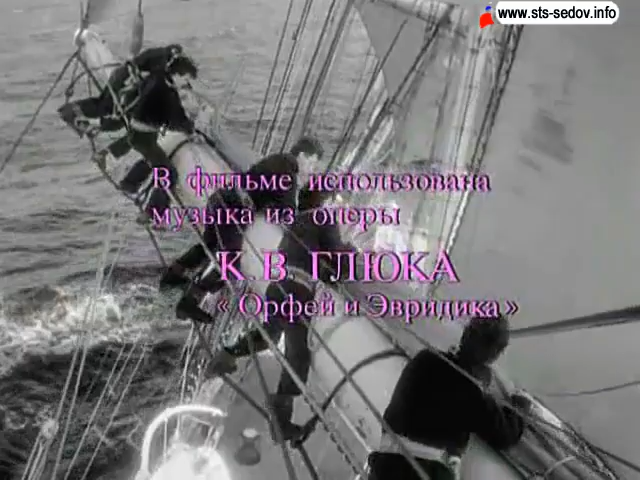 www.sts-sedov.info
В фильме использована
музыка из оперы
К. В. ГЛЮКА
« Орфей и Эвридика »